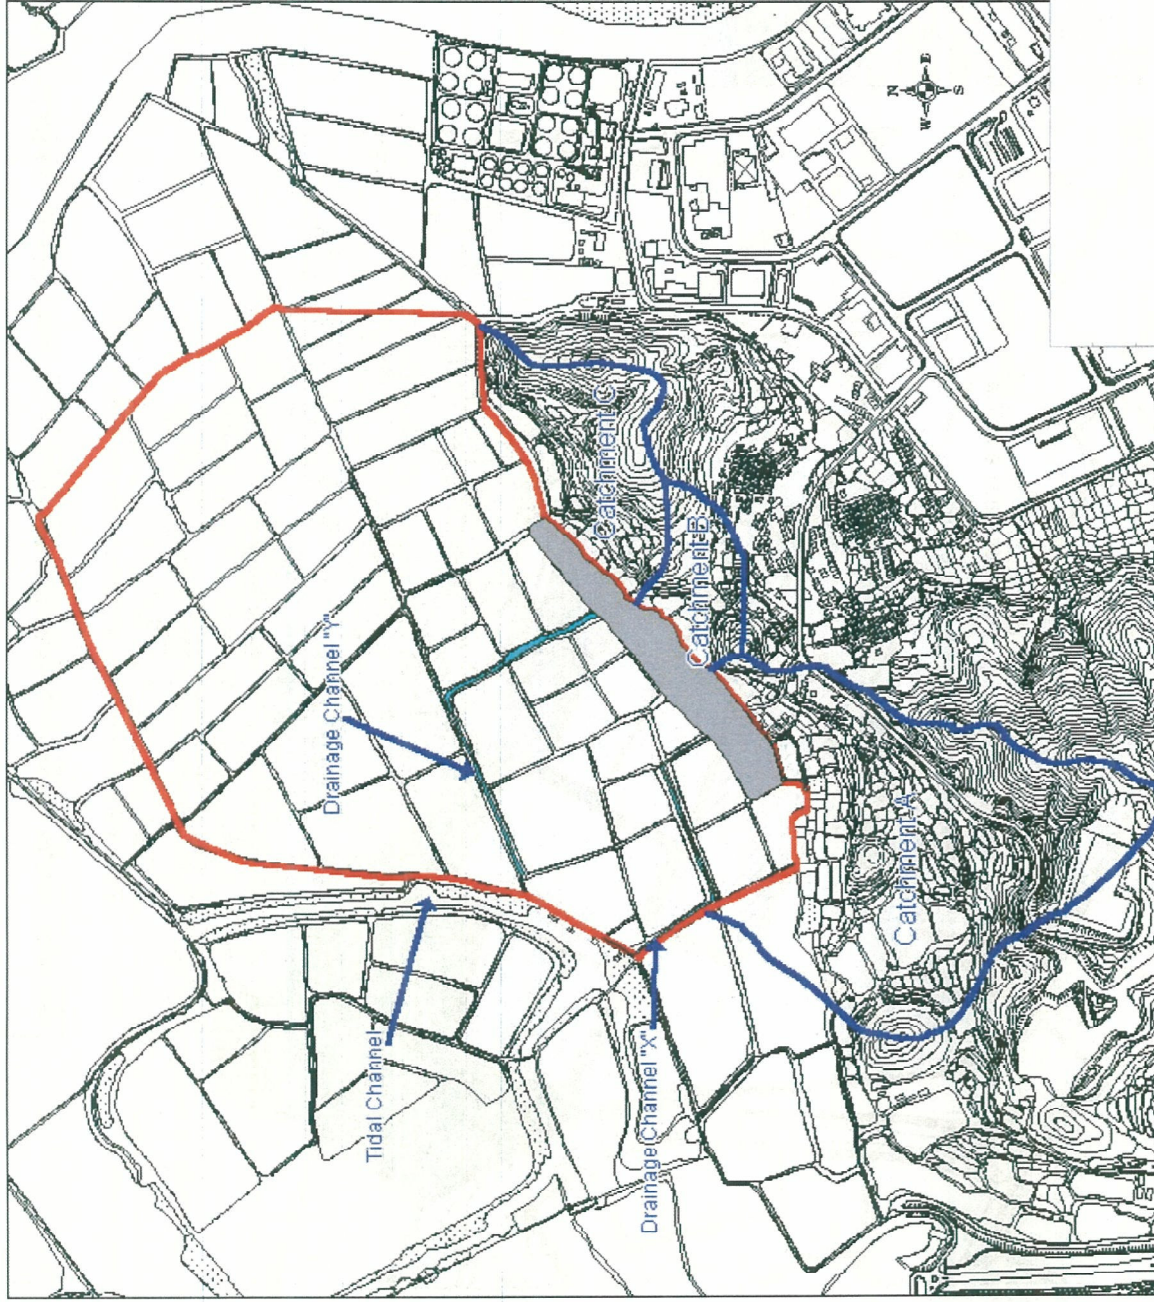 N
W
E
S
Catchment C
Catchment B
Drainage Channel "Y"
Catchment A
Tidal Channel
Drainage Channel "X"